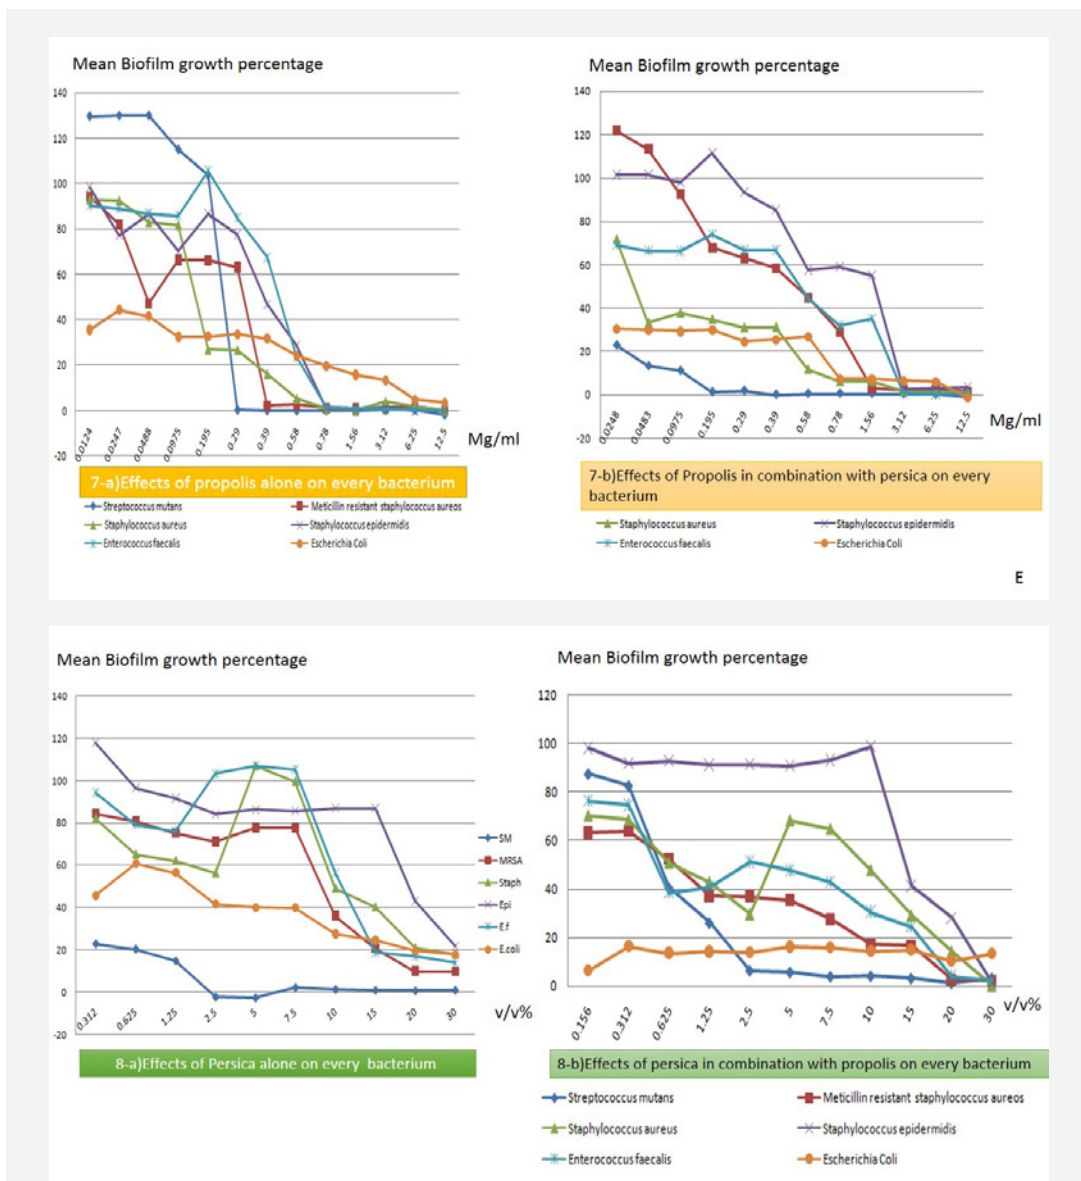 Mean Biofilm growth percentage
140
120
100
80
60
40
20
0
-20
0.0124
0.0247
0.0488
0.0975
0.195
0.29
0.39
0.58
0.78
1.56
3.12
6.25
12.5
Mg/ml
7-a)Effects of propolis alone on every bacterium
Streptococcus mutans
Meticillin resistant staphylococcus aureos
Staphylococcus aureus
Staphylococcus epidermidis
Enterococcus faecalis
Escherichia Coli
Mean Biofilm growth percentage
140
120
100
80
60
40
20
0
-20
0.0248
0.0483
0.0975
0.195
0.29
0.39
0.58
0.78
1.56
3.12
6.25
12.5
Mg/ml
7-b)Effects of Propolis in combination with persica on every
bacterium
Staphylococcus aureus
Staphylococcus epidermidis
Enterococcus faecalis
Escherichia Coli
E
Mean Biofilm growth percentage
140
120
100
80
60
40
20
0
-20
0.312
0.625
1.25
2.5
5
7.5
10
15
20
30
v/v%
SM
MRSA
Staph
Epi
E.f
E.coli
8-a)Effects of Persica alone on every bacterium
Mean Biofilm growth percentage
120
100
80
60
40
20
0
0.156
0.312
0.625
1.25
2.5
5
7.5
10
15
20
30
v/v%
8-b)Effects of persica in combination with propolis on every bacterium
Streptococcus mutans
Meticillin resistant staphylococcus aureos
Staphylococcus aureus
Staphylococcus epidermidis
Enterococcus faecalis
Escherichia Coli